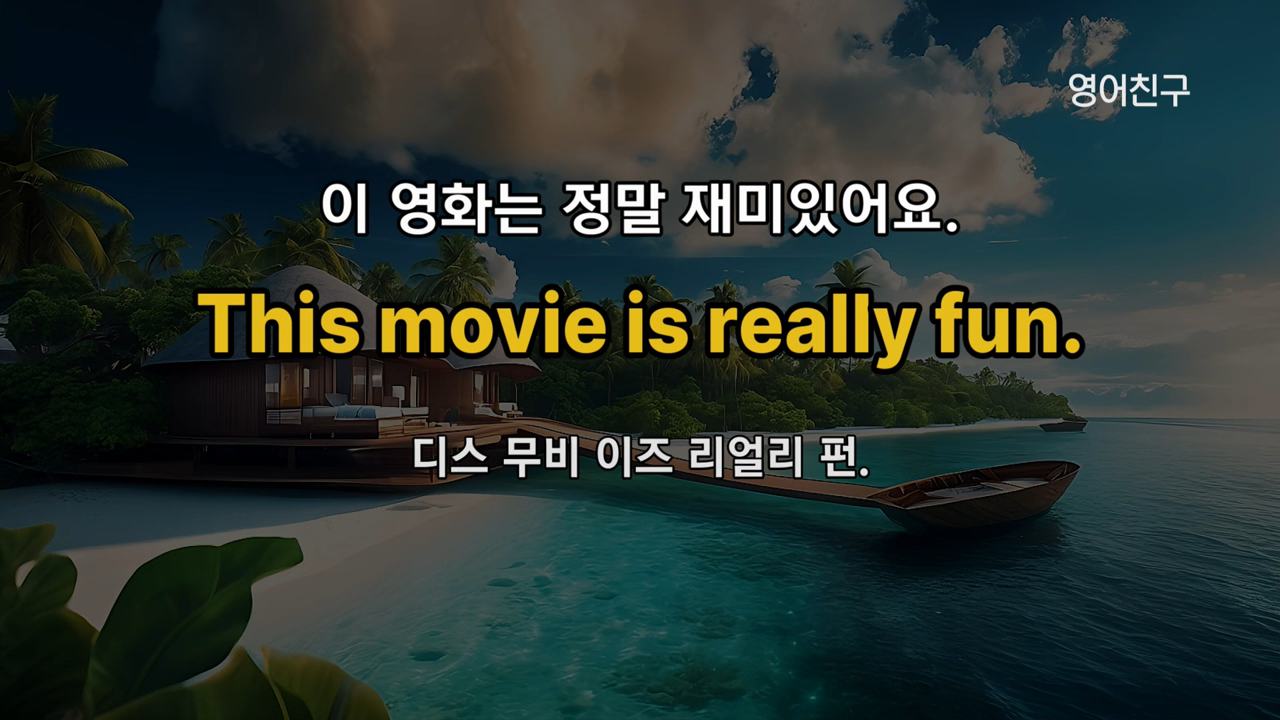 영어친구
이 영화는 정말 재미있어요.
This movie is really fun.
디스 무비 이즈 리얼리 펀.